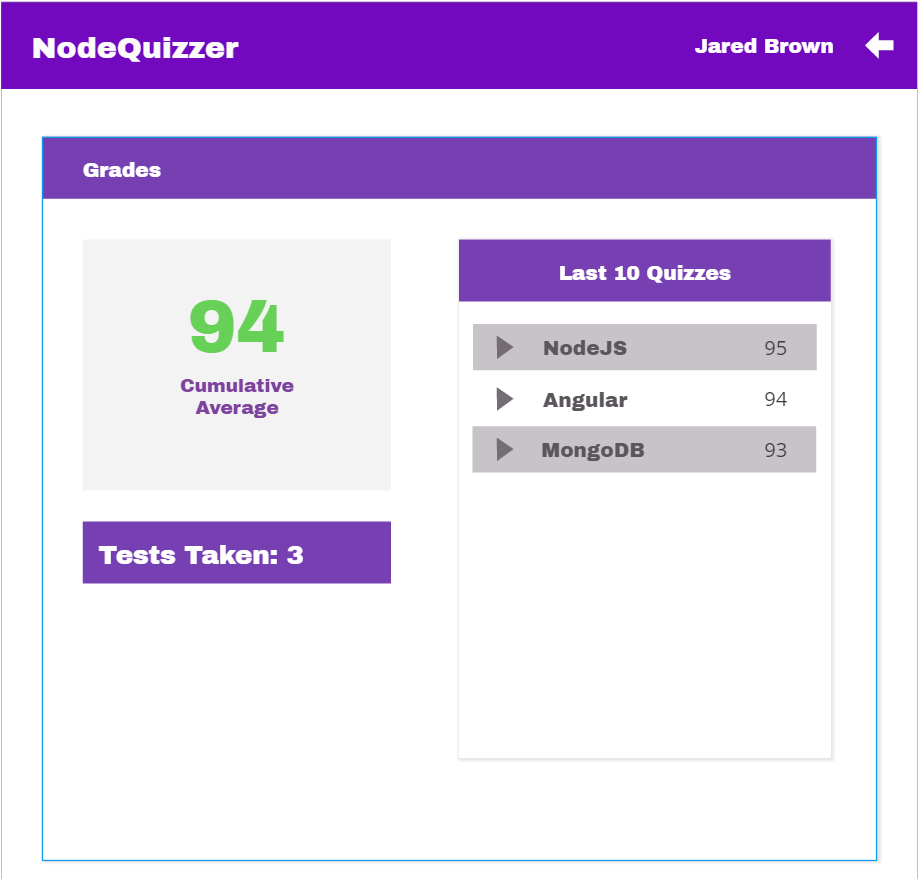 NodeQuizzer
Jared Brown
Grades
94
Cumulative
Average
Tests Taken: 3
Last 10 Quizzes
NodeJS 95
Angular 94
MongoDB 93